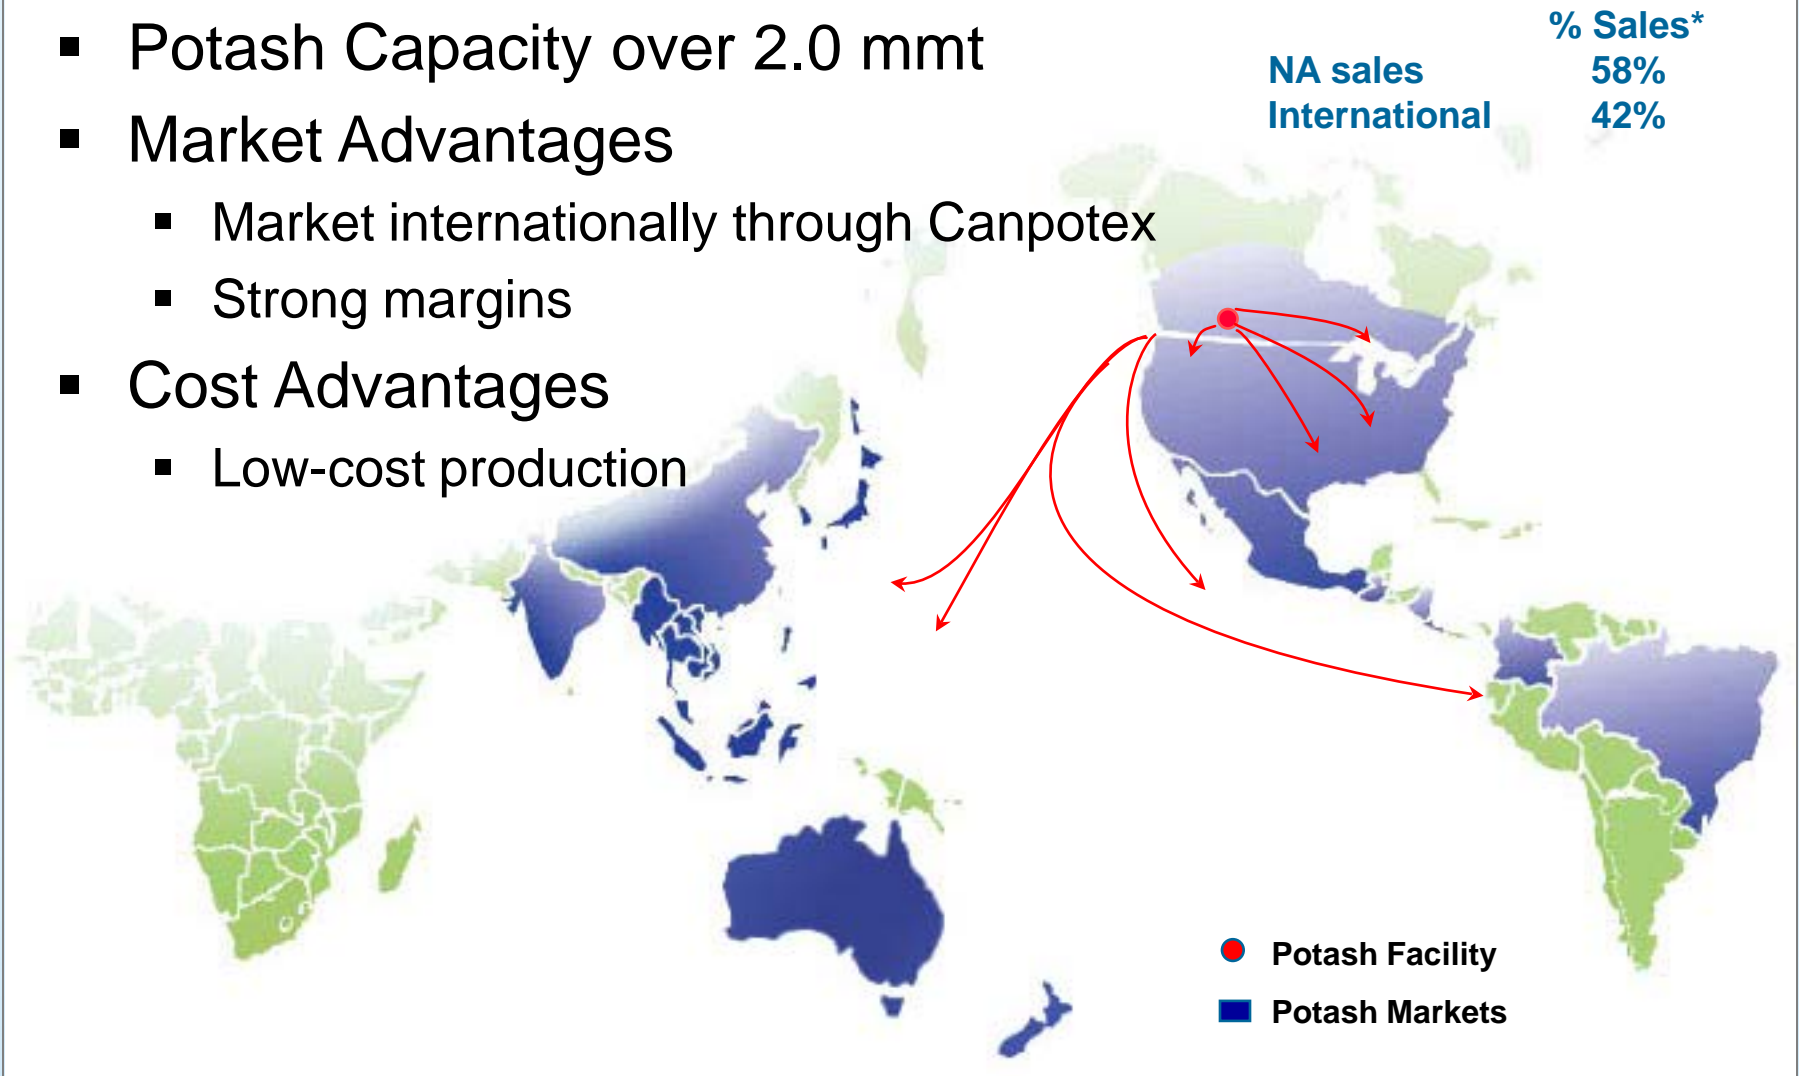 ▪ Potash Capacity over 2.0 mmt
▪ Market Advantages
▪ Market internationally through Canpotex
▪ Strong margins
▪ Cost Advantages
▪ Low-cost production
% Sales*
NA sales 58%
International 42%
Potash Facility
Potash Markets